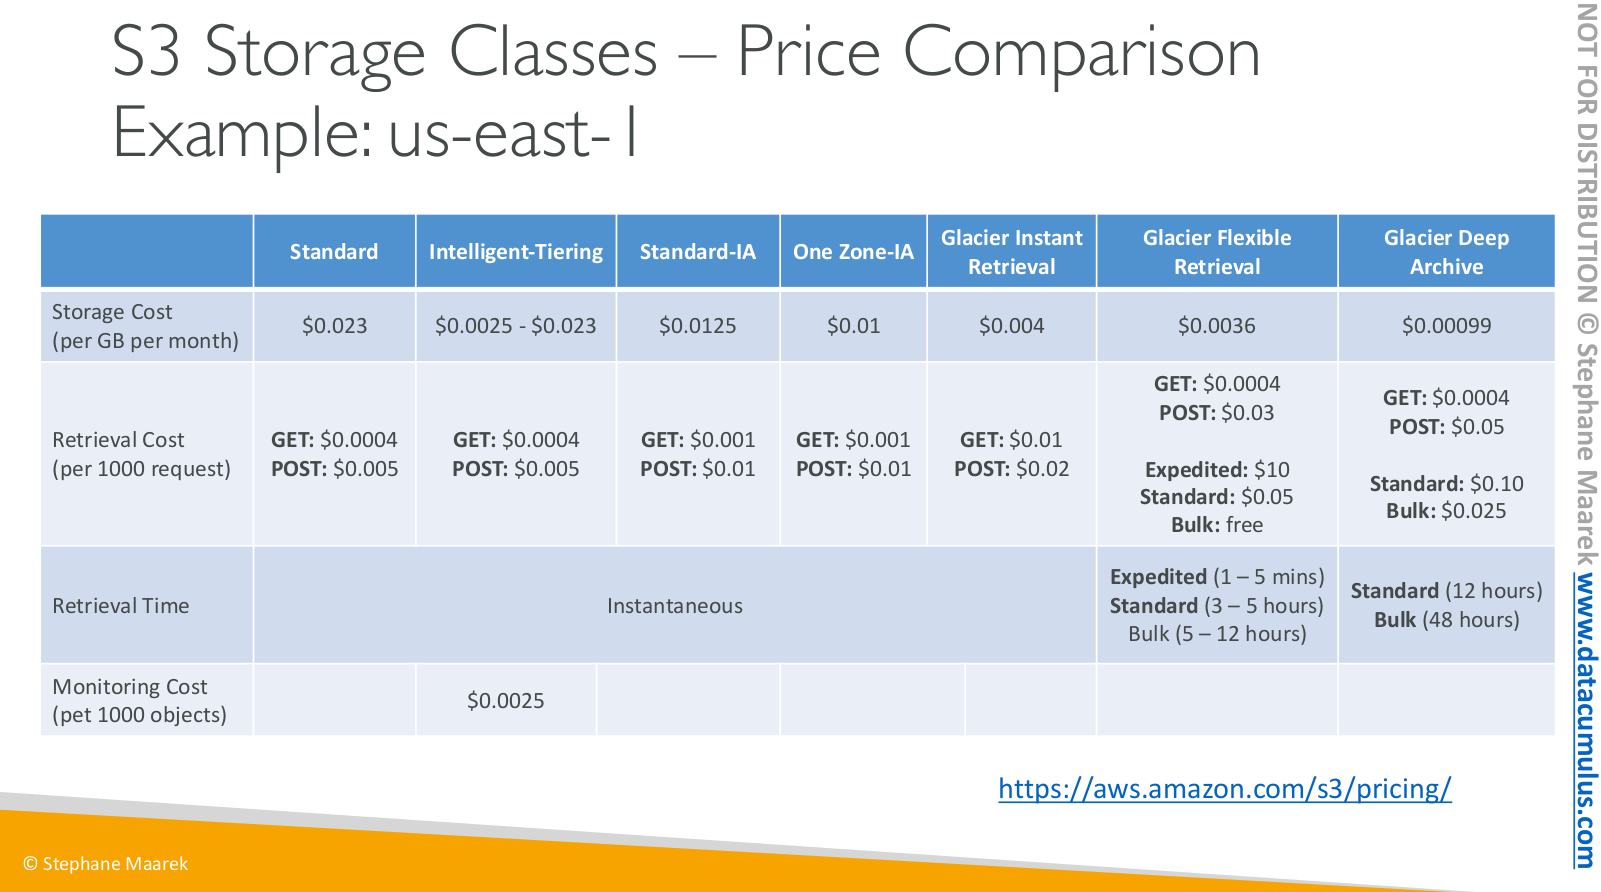 S3 Storage Classes – Price Comparison
Example: us-east-1
Standard
Intelligent-Tiering
Standard-IA
One Zone-IA
Glacier Instant
Retrieval
Glacier Flexible
Retrieval
Glacier Deep
Archive
Storage Cost
(per GB per month)
$0.023
$0.0025 - $0.023
$0.0125
$0.01
$0.004
$0.0036
$0.00099
Retrieval Cost
(per 1000 request)
GET: $0.0004
POST: $0.005
GET: $0.0004
POST: $0.005
GET: $0.001
POST: $0.01
GET: $0.001
POST: $0.01
GET: $0.01
POST: $0.02
GET: $0.0004
POST: $0.03
Expedited: $10
Standard: $0.05
Bulk: free
GET: $0.0004
POST: $0.05
Standard: $0.10
Bulk: $0.025
Retrieval Time
Instantaneous
Expedited (1 – 5 mins)
Standard (3 – 5 hours)
Bulk (5 – 12 hours)
Standard (12 hours)
Bulk (48 hours)
Monitoring Cost
(pet 1000 objects)
$0.0025
https://aws.amazon.com/s3/pricing/
© Stephane Maarek
NOT FOR DISTRIBUTION © Stephane Maarek www.datacumulus.com